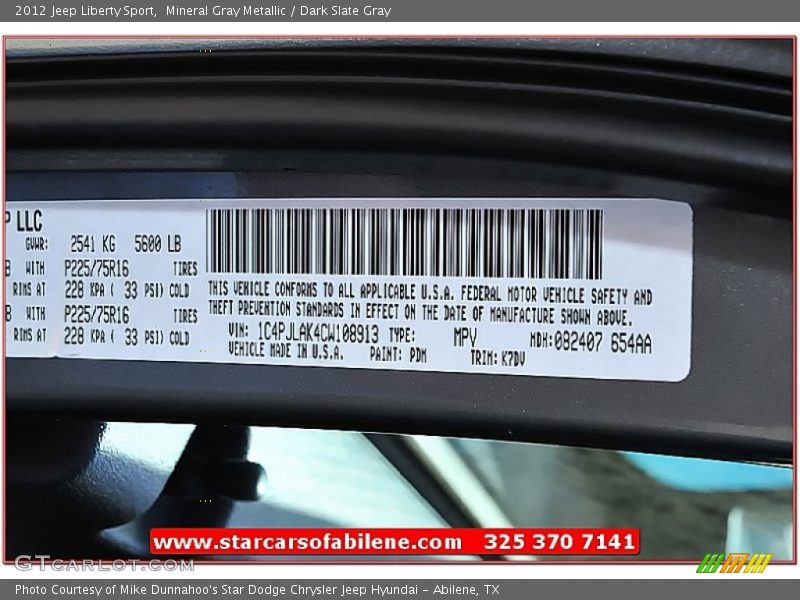 2012 Jeep Liberty Sport,  Mineral Gray Metallic / Dark Slate Gray
P LLC
GVWR: 2541 KG 5600 LB
B WITH P225/75R16 TIRES
RIMS AT 228 KPA ( 33 PSI) COLD
B WITH P225/75R16 TIRES
RIMS AT 228 KPA ( 33 PSI) COLD
THIS VEHICLE CONFORMS TO ALL APPLICABLE U.S.A. FEDERAL MOTOR VEHICLE SAFETY AND
THEFT PREVENTION STANDARDS IN EFFECT ON THE DATE OF MANUFACTURE SHOWN ABOVE.
VIN: 1C4PJLAK4CW108913 TYPE: MPV MDH:082407 654AA
VEHICLE MADE IN U.S.A. PAINT: PDM TRIM: K7DV
www.starcarsofabilene.com 325 370 7141
GTCARLOT.COM
Photo Courtesy of Mike Dunnahoo's Star Dodge Chrysler Jeep Hyundai - Abilene, TX